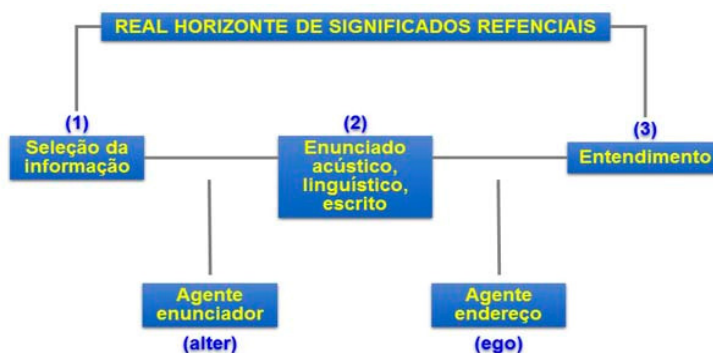 REAL HORIZONTE DE SIGNIFICADOS REFENCIAIS
(1)
Seleção da
informação
(2)
Enunciado
acústico,
linguístico,
escrito
(3)
Entendimento
Agente
enunciador
(alter)
Agente
endereço
(ego)